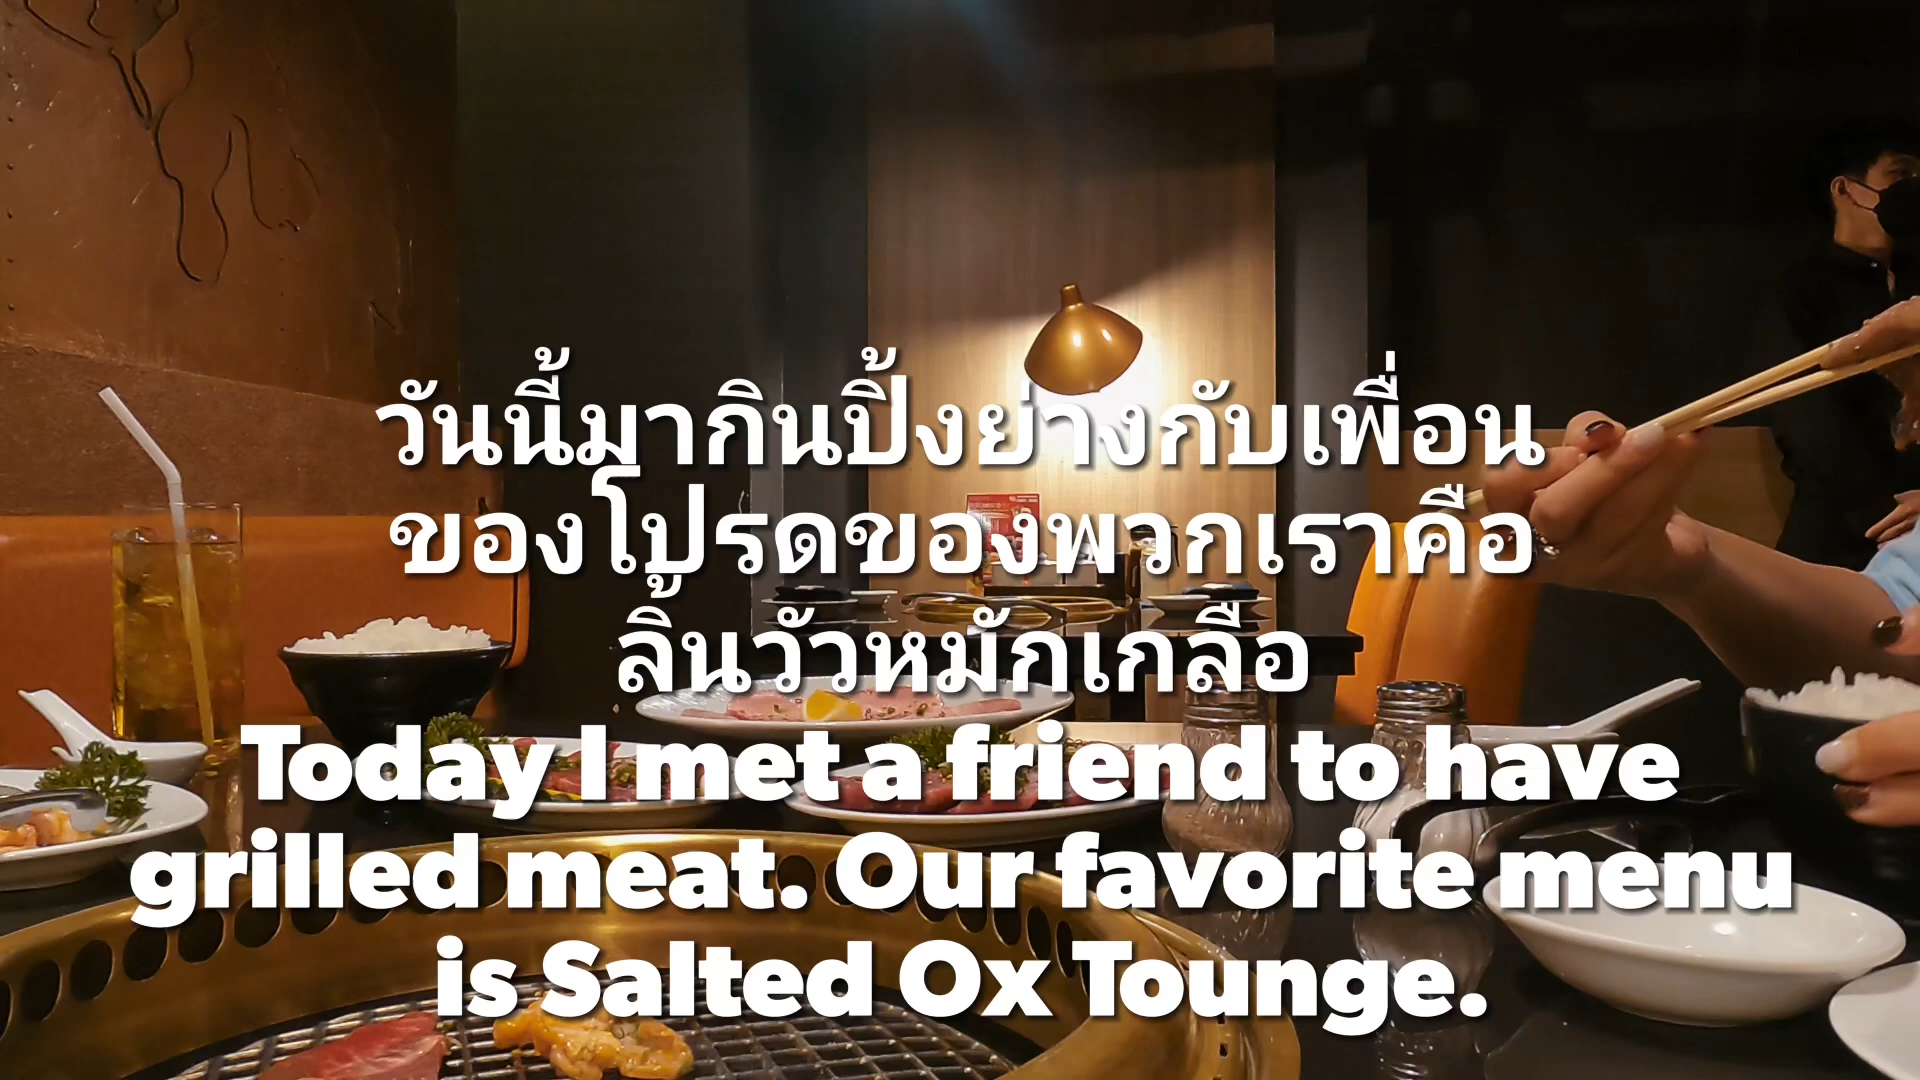 วันนี้มากินปิ้งย่างกับเพื่อน
ของโปรดของพวกเราคือ
ลิ้นวัวหมักเกลือ
Today I met a friend to have
grilled meat. Our favorite menu
is Salted Ox Tounge.